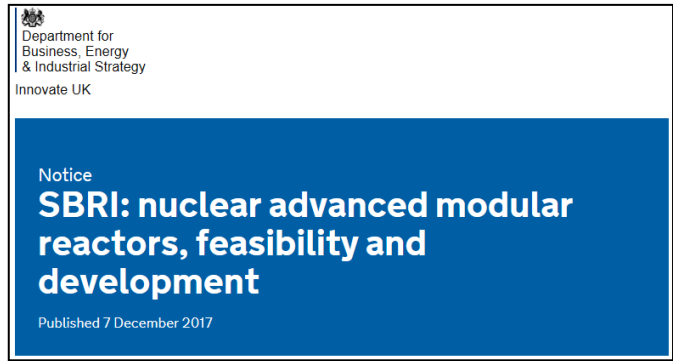 Department for
Business, Energy
& Industrial Strategy
Innovate UK
Notice
SBRI: nuclear advanced modular
reactors, feasibility and
development
Published 7 December 2017